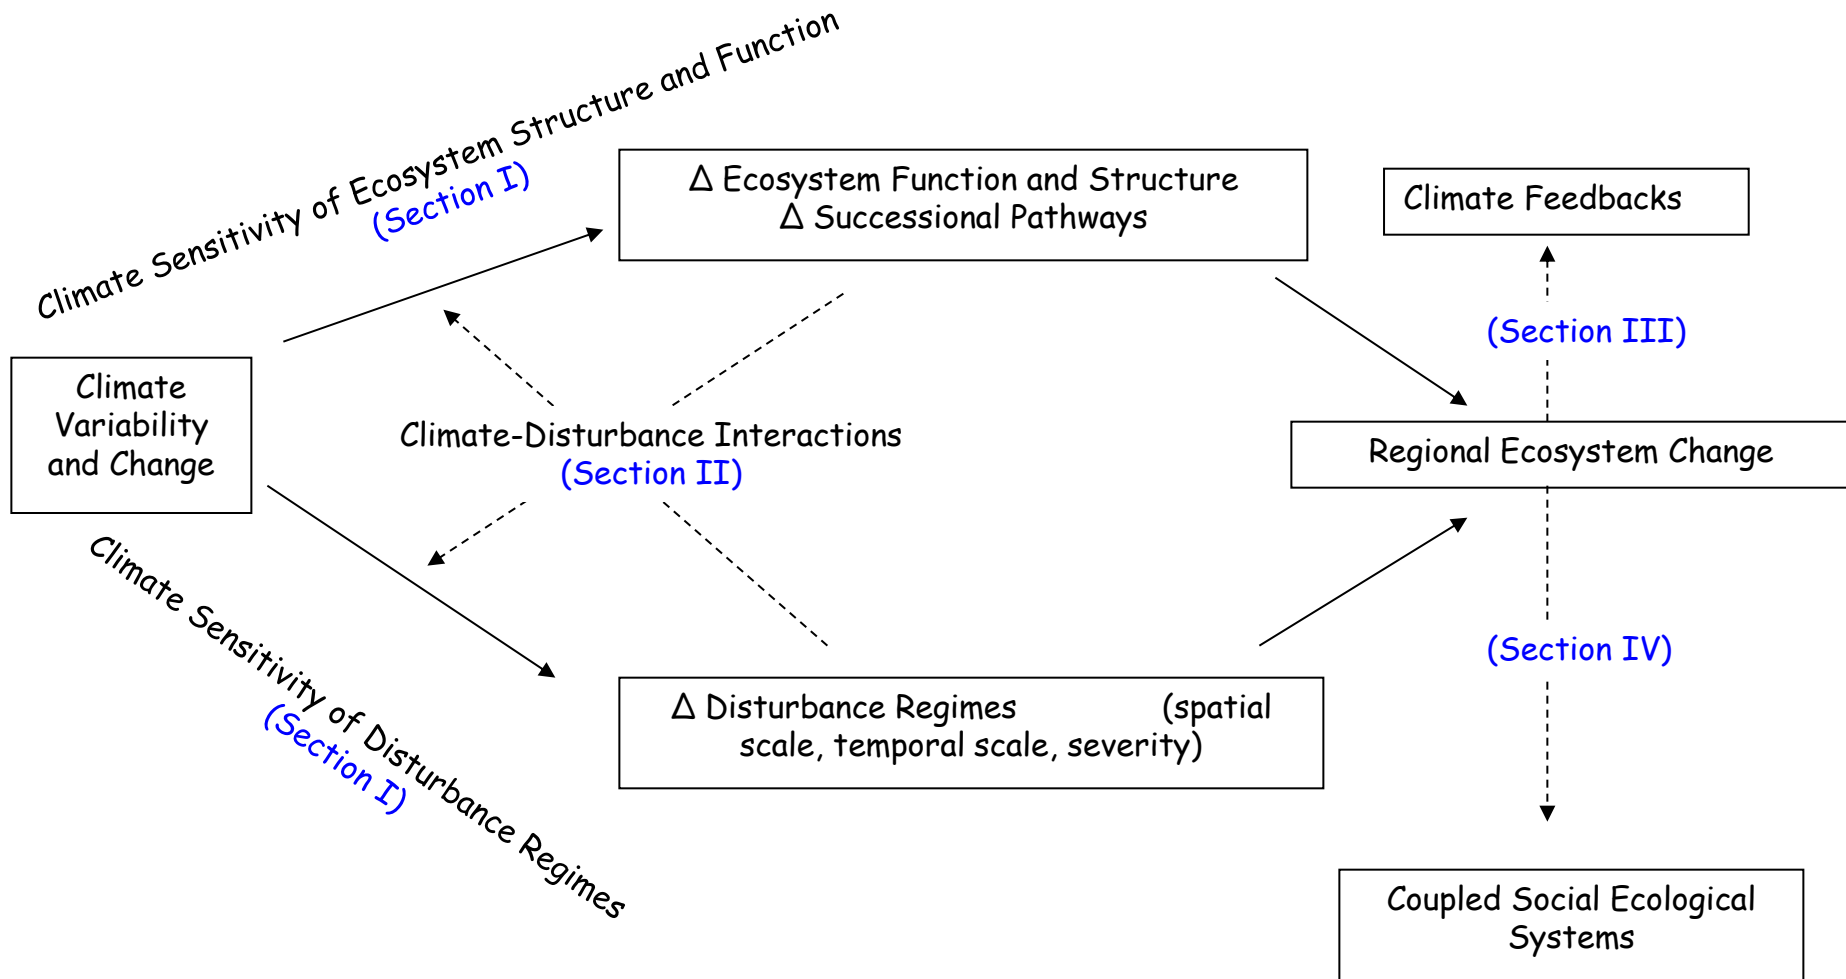 Climate Sensitivity of Ecosystem Structure and Function
(Section I)
Δ Ecosystem Function and Structure
Δ Successional Pathways
Climate Feedbacks
(Section III)
Climate
Variability
and Change
Climate-Disturbance Interactions
(Section II)
Regional Ecosystem Change
Climate Sensitivity of Disturbance Regimes
(Section I)
(Section IV)
Δ Disturbance Regimes (spatial
scale, temporal scale, severity)
Coupled Social Ecological
Systems